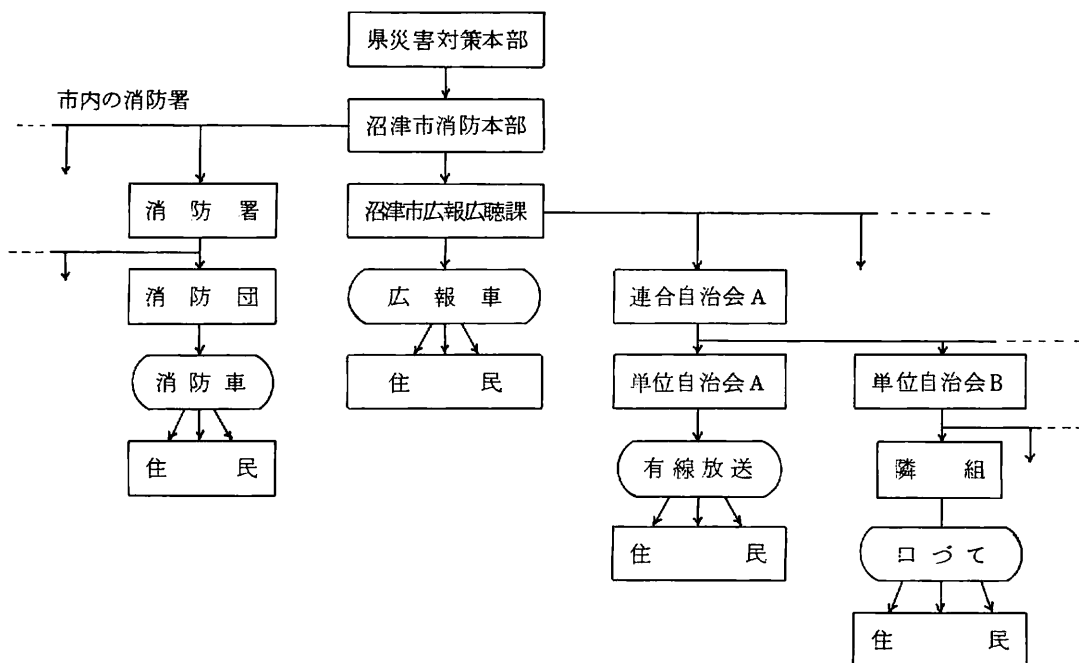 県災害対策本部
市内の消防署
沼津市消防本部
消防署
沼津市広報広聴課
消防団
広報車
連合自治会A
消防車
住民
単位自治会A
単位自治会B
住民
有線放送
隣組
住民
口づて
住民